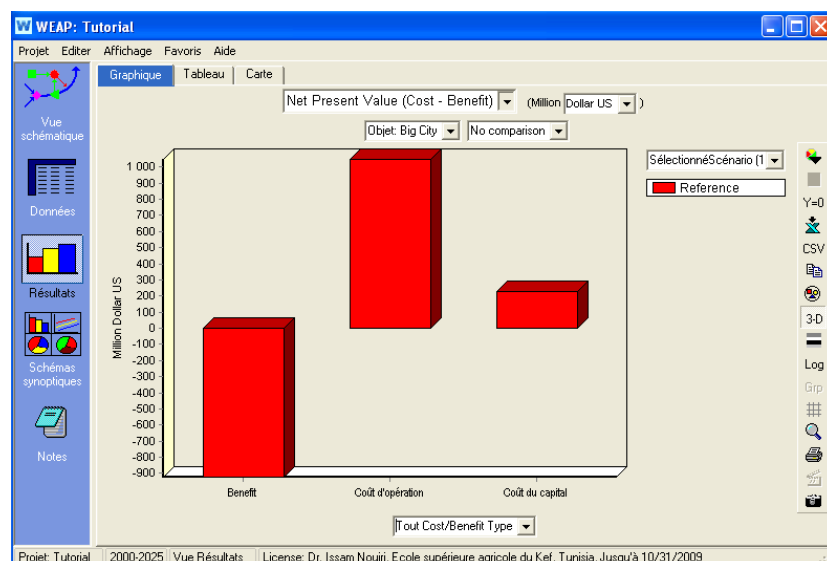 WEAP: Tutorial
Projet Editer Affichage Favoris Aide
Graphique Tableau Carte
Net Present Value (Cost - Benefit) (Million Dollar US )
Objet: Big City No comparison
Vue
schématique
Données
Résultats
Schémas
synoptiques
Notes
Million Dollar US
1 000
900
800
700
600
500
400
300
200
100
0
-100
-200
-300
-400
-500
-600
-700
-800
-900
Benefit Coût d'opération Coût du capital
Tout Cost/Benefit Type
SélectionnéScénario (1
Reference
Y=0
CSV
3-D
Log
Grp
Projet: Tutorial 2000-2025 Vue Résultats License: Dr. Issam Nouiri, Ecole supérieure agricole du Kef, Tunisia, Jusqu'à 10/31/2009